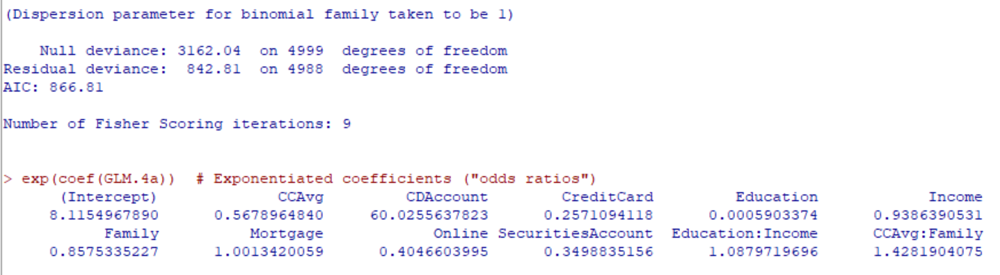 (Dispersion parameter for binomial family taken to be 1)
Null deviance: 3162.04 on 4999 degrees of freedom
Residual deviance: 842.81 on 4988 degrees of freedom
AIC: 866.81
Number of Fisher Scoring iterations: 9
> exp(coef(GLM.4a)) # Exponentiated coefficients ("odds ratios")
(Intercept) CCAvg CDAccount CreditCard Education Income
8.1154967890 0.5678964840 60.0255637823 0.2571094118 0.0005903374 0.9386390531
Family Mortgage Online SecuritiesAccount Education:Income CCAvg:Family
0.8575335227 1.0013420059 0.4046603995 0.3498835156 1.0879719696 1.4281904075